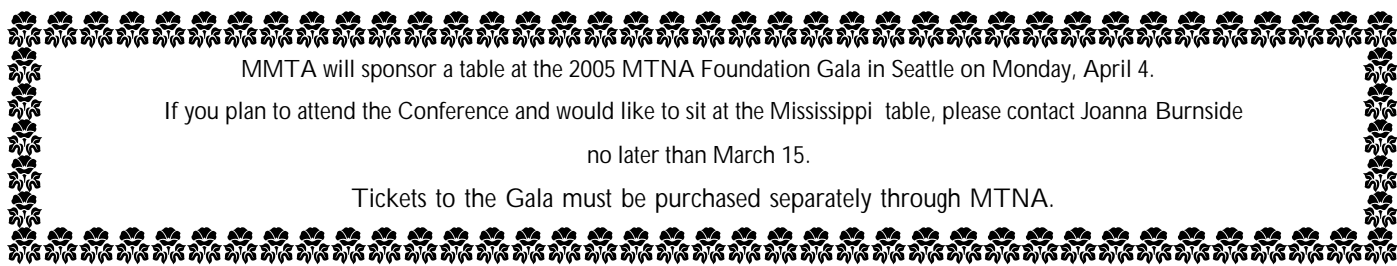 MMTA will sponsor a table at the 2005 MTNA Foundation Gala in Seattle on Monday, April 4.
If you plan to attend the Conference and would like to sit at the Mississippi table, please contact Joanna Burnside
no later than March 15.
Tickets to the Gala must be purchased separately through MTNA.